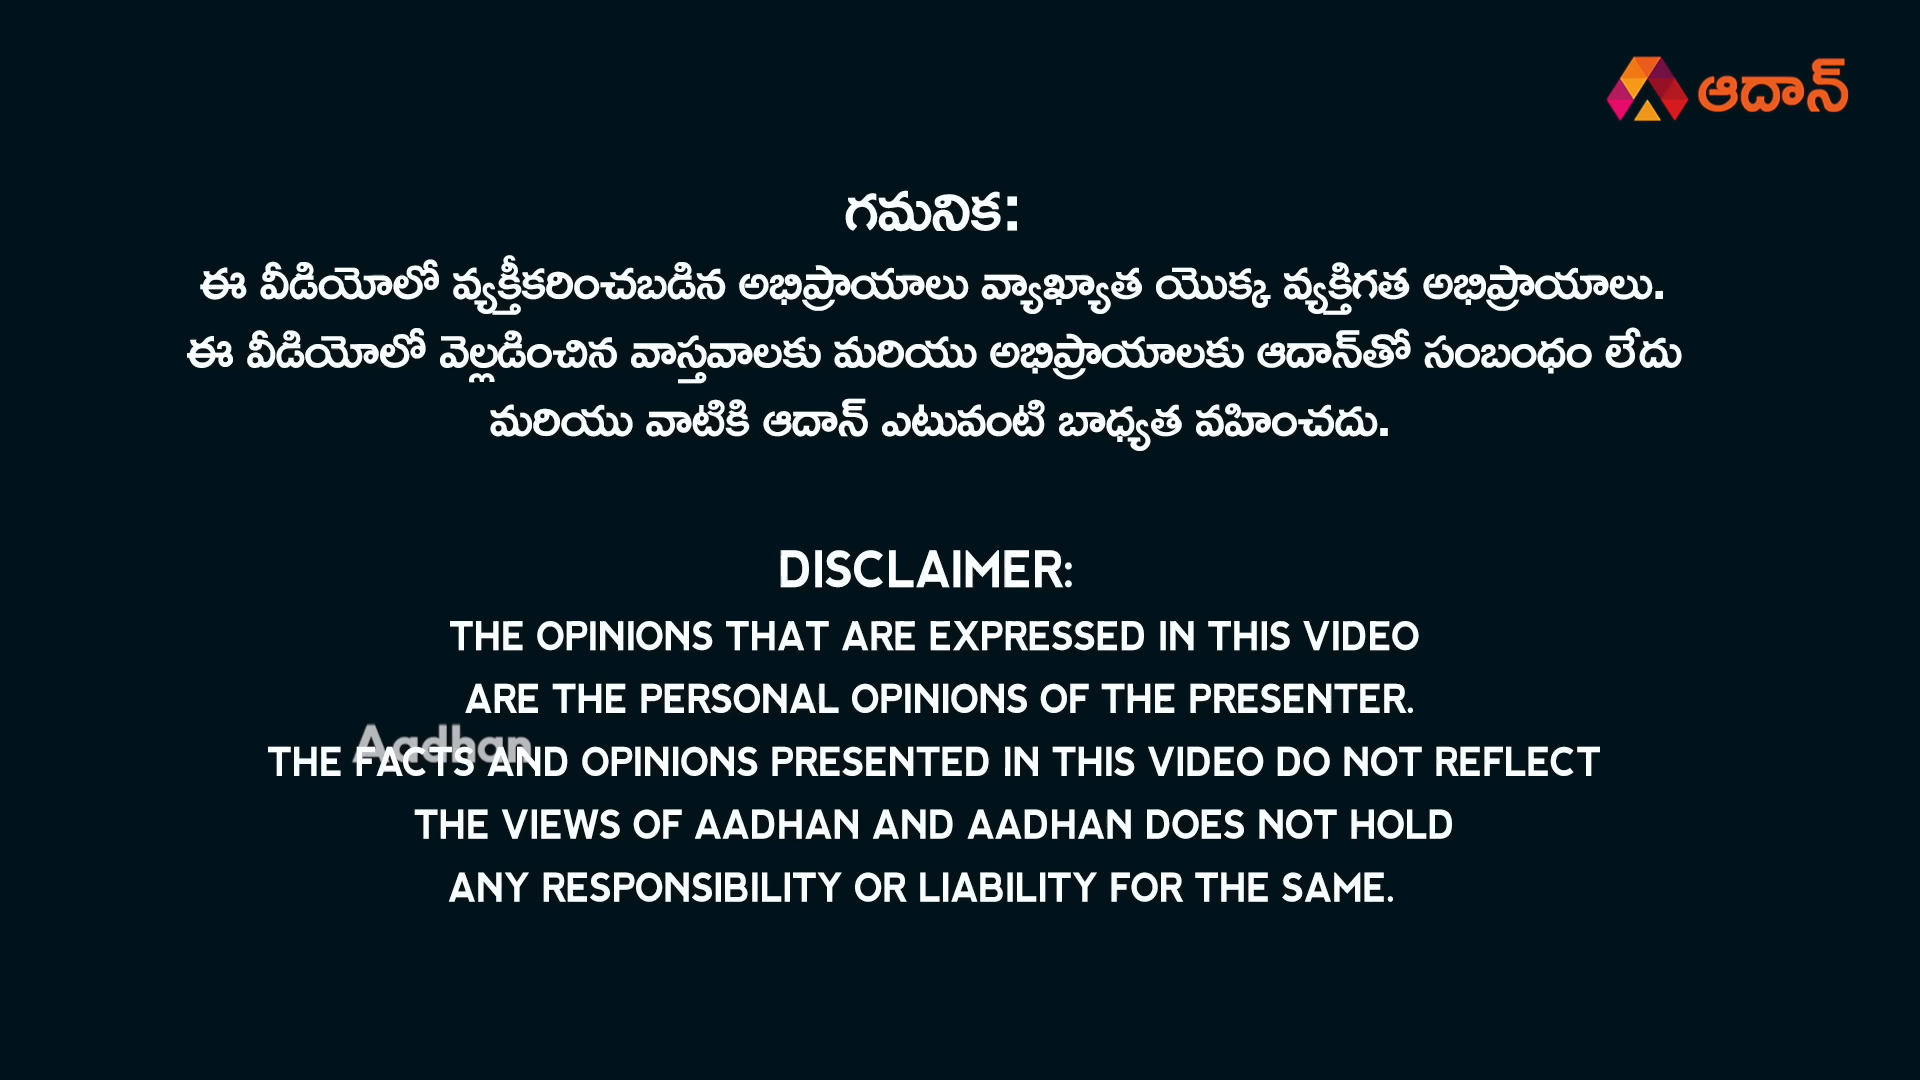 ఆదాన్
గమనిక:
ఈ వీడియోలో వ్యక్తీకరించబడిన అభిప్రాయాలు వ్యాఖ్యాత యొక్క వ్యక్తిగత అభిప్రాయాలు.
ఈ వీడియోలో వెల్లడించిన వాస్తవాలకు మరియు అభిప్రాయాలకు ఆదాన్‌తో సంబంధం లేదు
మరియు వాటికి ఆదాన్ ఎటువంటి బాధ్యత వహించదు.
DISCLAIMER:
THE OPINIONS THAT ARE EXPRESSED IN THIS VIDEO
ARE THE PERSONAL OPINIONS OF THE PRESENTER.
Aadhan
THE FACTS AND OPINIONS PRESENTED IN THIS VIDEO DO NOT REFLECT
THE VIEWS OF AADHAN AND AADHAN DOES NOT HOLD
ANY RESPONSIBILITY OR LIABILITY FOR THE SAME.